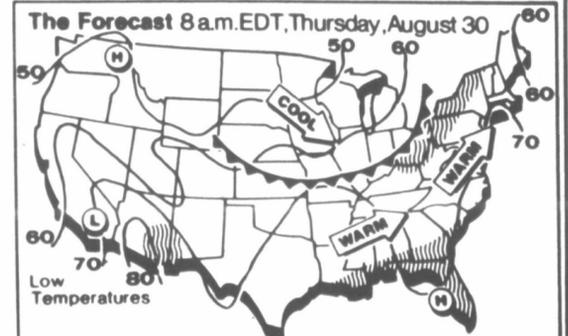 The Forecast 8 a.m. EDT, Thursday, August 30
60
50
60
50
H
COOL
60
70
WARM
WARM
L
60
70
80
H
Low
Temperatures